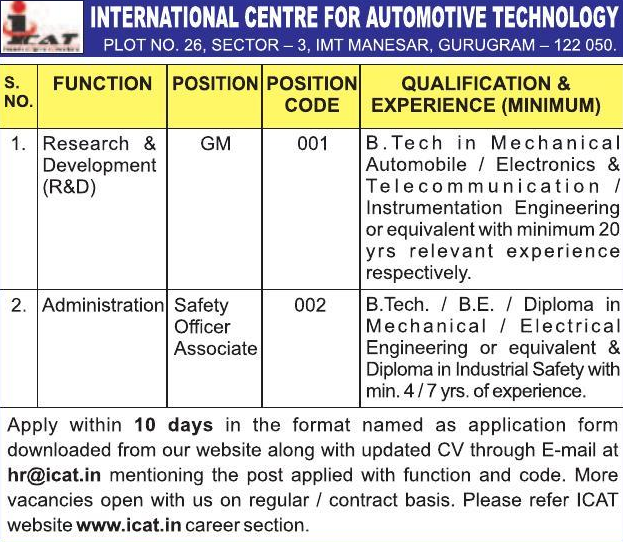 iCAT
INTERNATIONAL CENTRE FOR AUTOMOTIVE TECHNOLOGY
PLOT NO. 26, SECTOR – 3, IMT MANESAR, GURUGRAM – 122 050.
S. NO.
FUNCTION
POSITION
POSITION CODE
QUALIFICATION & EXPERIENCE (MINIMUM)
1.
Research &
Development
(R&D)
GM
001
B.Tech in Mechanical
Automobile / Electronics &
Telecommunication /
Instrumentation Engineering
or equivalent with minimum 20
yrs relevant experience
respectively.
2.
Administration
Safety
Officer
Associate
002
B.Tech. / B.E. / Diploma in
Mechanical / Electrical
Engineering or equivalent &
Diploma in Industrial Safety with
min. 4 / 7 yrs. of experience.
Apply within 10 days in the format named as application form
downloaded from our website along with updated CV through E-mail at
hr@icat.in mentioning the post applied with function and code. More
vacancies open with us on regular / contract basis. Please refer ICAT
website www.icat.in career section.